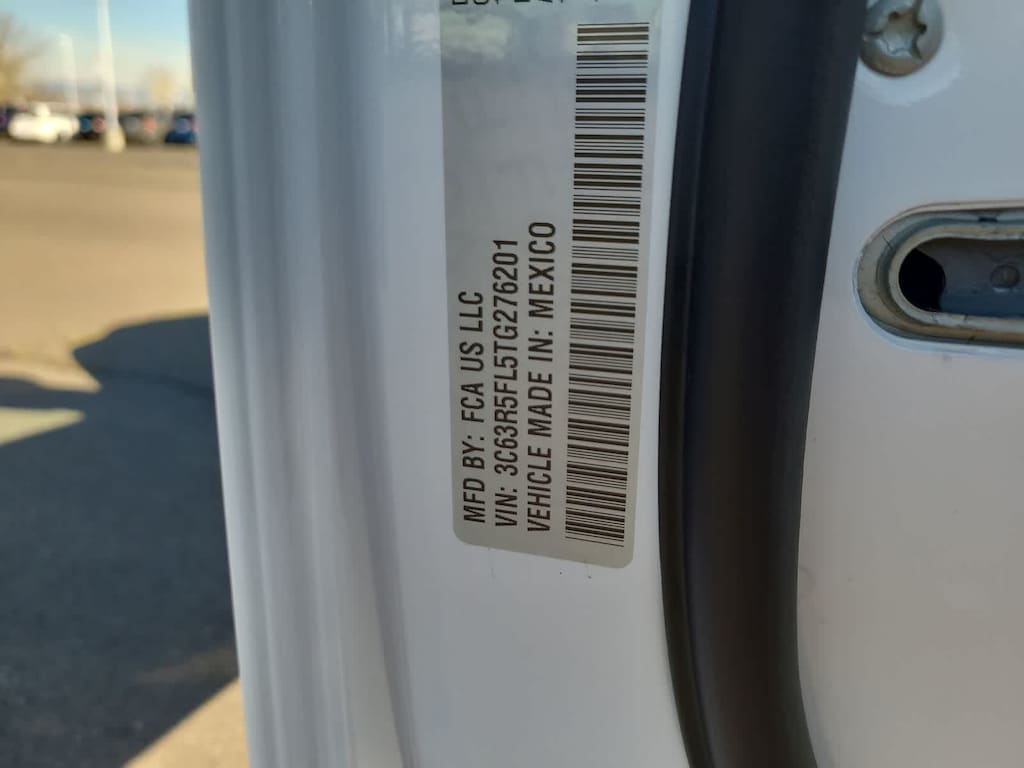 MFD BY: FCA US LLC
VIN: 3C63R5FL5TG276201
VEHICLE MADE IN: MEXICO